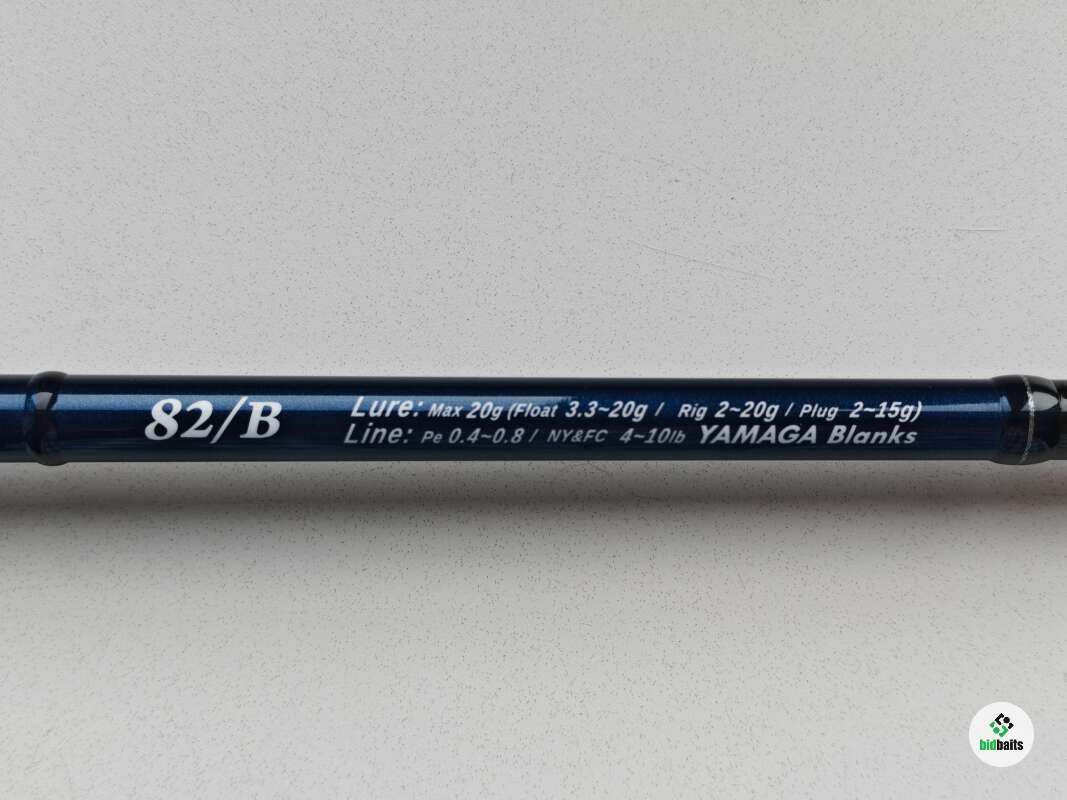 82/B
Lure: Max 20g (Float 3.3~20g / Rig 2~20g / Plug 2~15g)
Line: Pe 0.4~0.8 / NY&FC 4~10lb YAMAGA Blanks
bidbaits